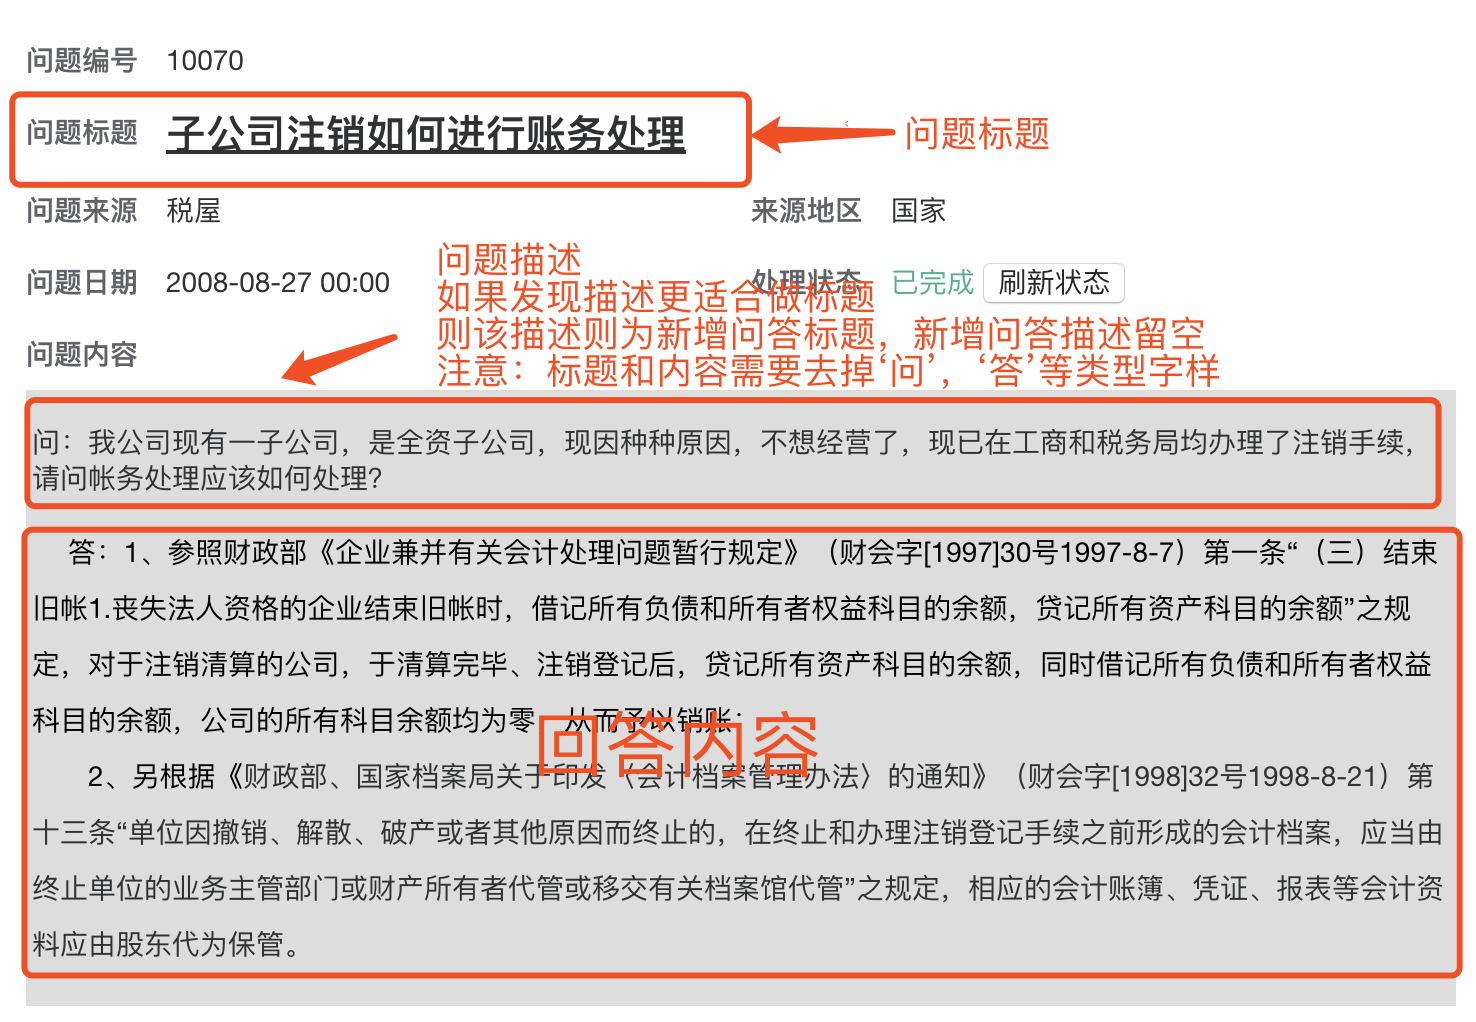 问题编号 10070
问题标题 子公司注销如何进行账务处理 问题标题
问题来源 税屋 来源地区 国家
问题日期 2008-08-27 00:00 处理状态 已完成 刷新状态
问题描述
如果发现描述更适合做标题
则该描述则为新增问答标题，新增问答描述留空
注意：标题和内容需要去掉‘问’，‘答’等类型字样
问题内容
问：我公司现有一子公司，是全资子公司，现因种种原因，不想经营了，现已在工商和税务局均办理了注销手续，
请问帐务处理应该如何处理?
答：1、参照财政部《企业兼并有关会计处理问题暂行规定》（财会字[1997]30号1997-8-7）第一条“（三）结束
旧帐1.丧失法人资格的企业结束旧帐时，借记所有负债和所有者权益科目的余额，贷记所有资产科目的余额”之规
定，对于注销清算的公司，于清算完毕、注销登记后，贷记所有资产科目的余额，同时借记所有负债和所有者权益
科目的余额，公司的所有科目余额均为零 从而予以销账；
回答内容
2、另根据《财政部、国家档案局关于印发〈会计档案管理办法〉的通知》（财会字[1998]32号1998-8-21）第
十三条“单位因撤销、解散、破产或者其他原因而终止的，在终止和办理注销登记手续之前形成的会计档案，应当由
终止单位的业务主管部门或财产所有者代管或移交有关档案馆代管”之规定，相应的会计账簿、凭证、报表等会计资
料应由股东代为保管。